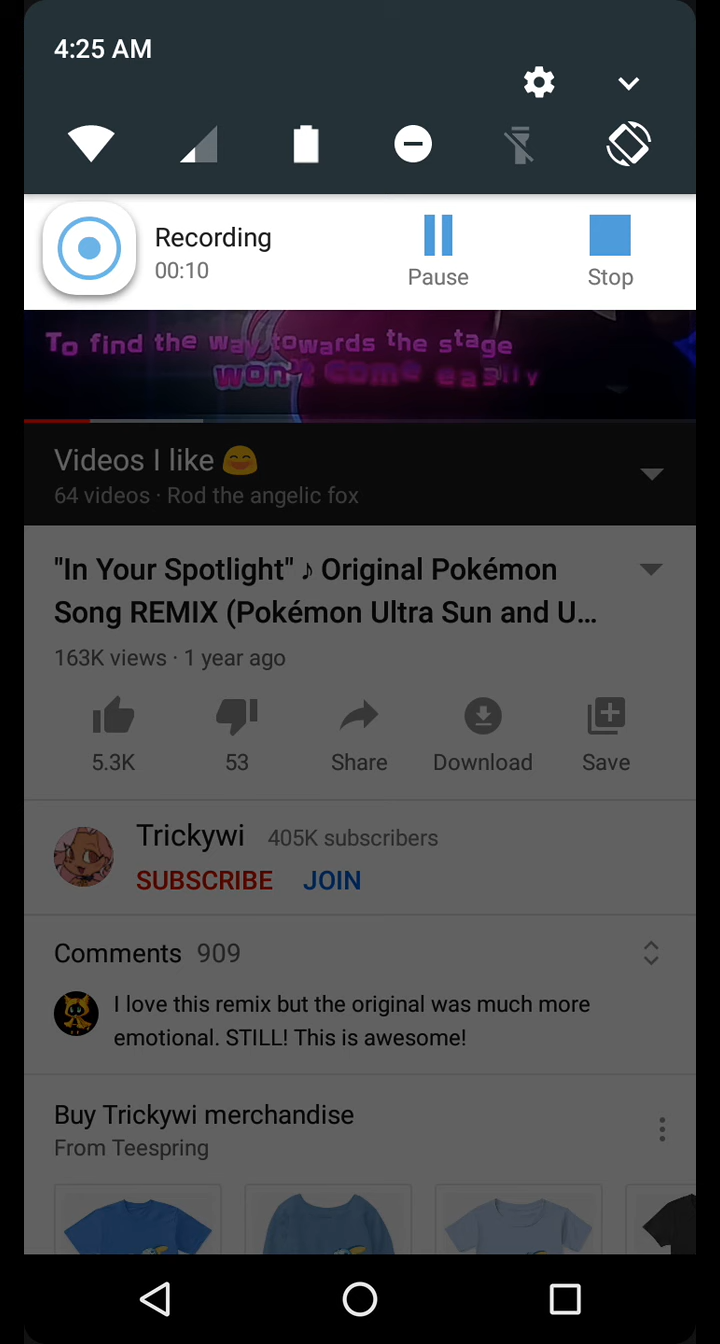 4:25 AM
Recording
00:10
Pause
Stop
To find the way towards the stage
won't come easily
Videos I like 😄
64 videos · Rod the angelic fox
"In Your Spotlight" ♪ Original Pokémon
Song REMIX (Pokémon Ultra Sun and U...
163K views · 1 year ago
5.3K
53
Share
Download
Save
Trickywi 405K subscribers
SUBSCRIBE JOIN
Comments 909
I love this remix but the original was much more
emotional. STILL! This is awesome!
Buy Trickywi merchandise
From Teespring